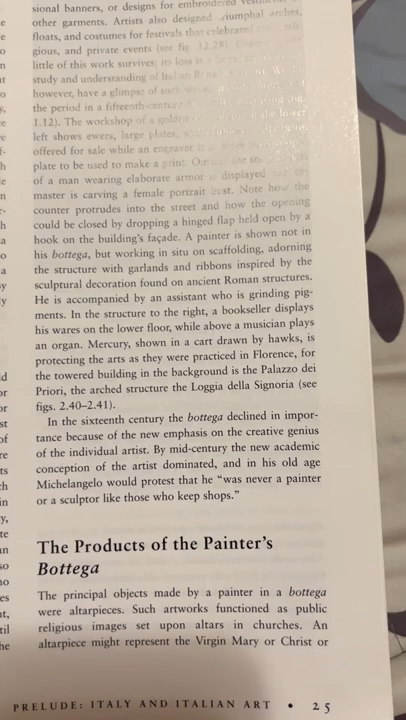 sional banners, or designs for embroidered
other garments. Artists also designed triumphal arches,
floats, and costumes for festivals that celebrated
gious, and private events (see fig. 12.28).
little of this work survives; its loss is
study and understanding of Italian
however, have a glimpse of such
the period in a fifteenth-century
1.12). The workshop of a the lower
left shows ewers, large plates,
offered for sale while an engraver is
plate to be used to make a print.
of a man wearing elaborate armor is displayed
master is carving a female portrait bust. Note how the
counter protrudes into the street and how the opening
could be closed by dropping a hinged flap held open by a
hook on the building's façade. A painter is shown not in
his bottega, but working in situ on scaffolding, adorning
the structure with garlands and ribbons inspired by the
sculptural decoration found on ancient Roman structures.
He is accompanied by an assistant who is grinding pig-
ments. In the structure to the right, a bookseller displays
his wares on the lower floor, while above a musician plays
an organ. Mercury, shown in a cart drawn by hawks, is
protecting the arts as they were practiced in Florence, for
the towered building in the background is the Palazzo dei
Priori, the arched structure the Loggia della Signoria (see
figs. 2.40–2.41).
In the sixteenth century the bottega declined in impor-
tance because of the new emphasis on the creative genius
of the individual artist. By mid-century the new academic
conception of the artist dominated, and in his old age
Michelangelo would protest that he "was never a painter
or a sculptor like those who keep shops."
The Products of the Painter's
Bottega
The principal objects made by a painter in a bottega
were altarpieces. Such artworks functioned as public
religious images set upon altars in churches. An
altarpiece might represent the Virgin Mary or Christ or
PRELUDE: ITALY AND ITALIAN ART • 25